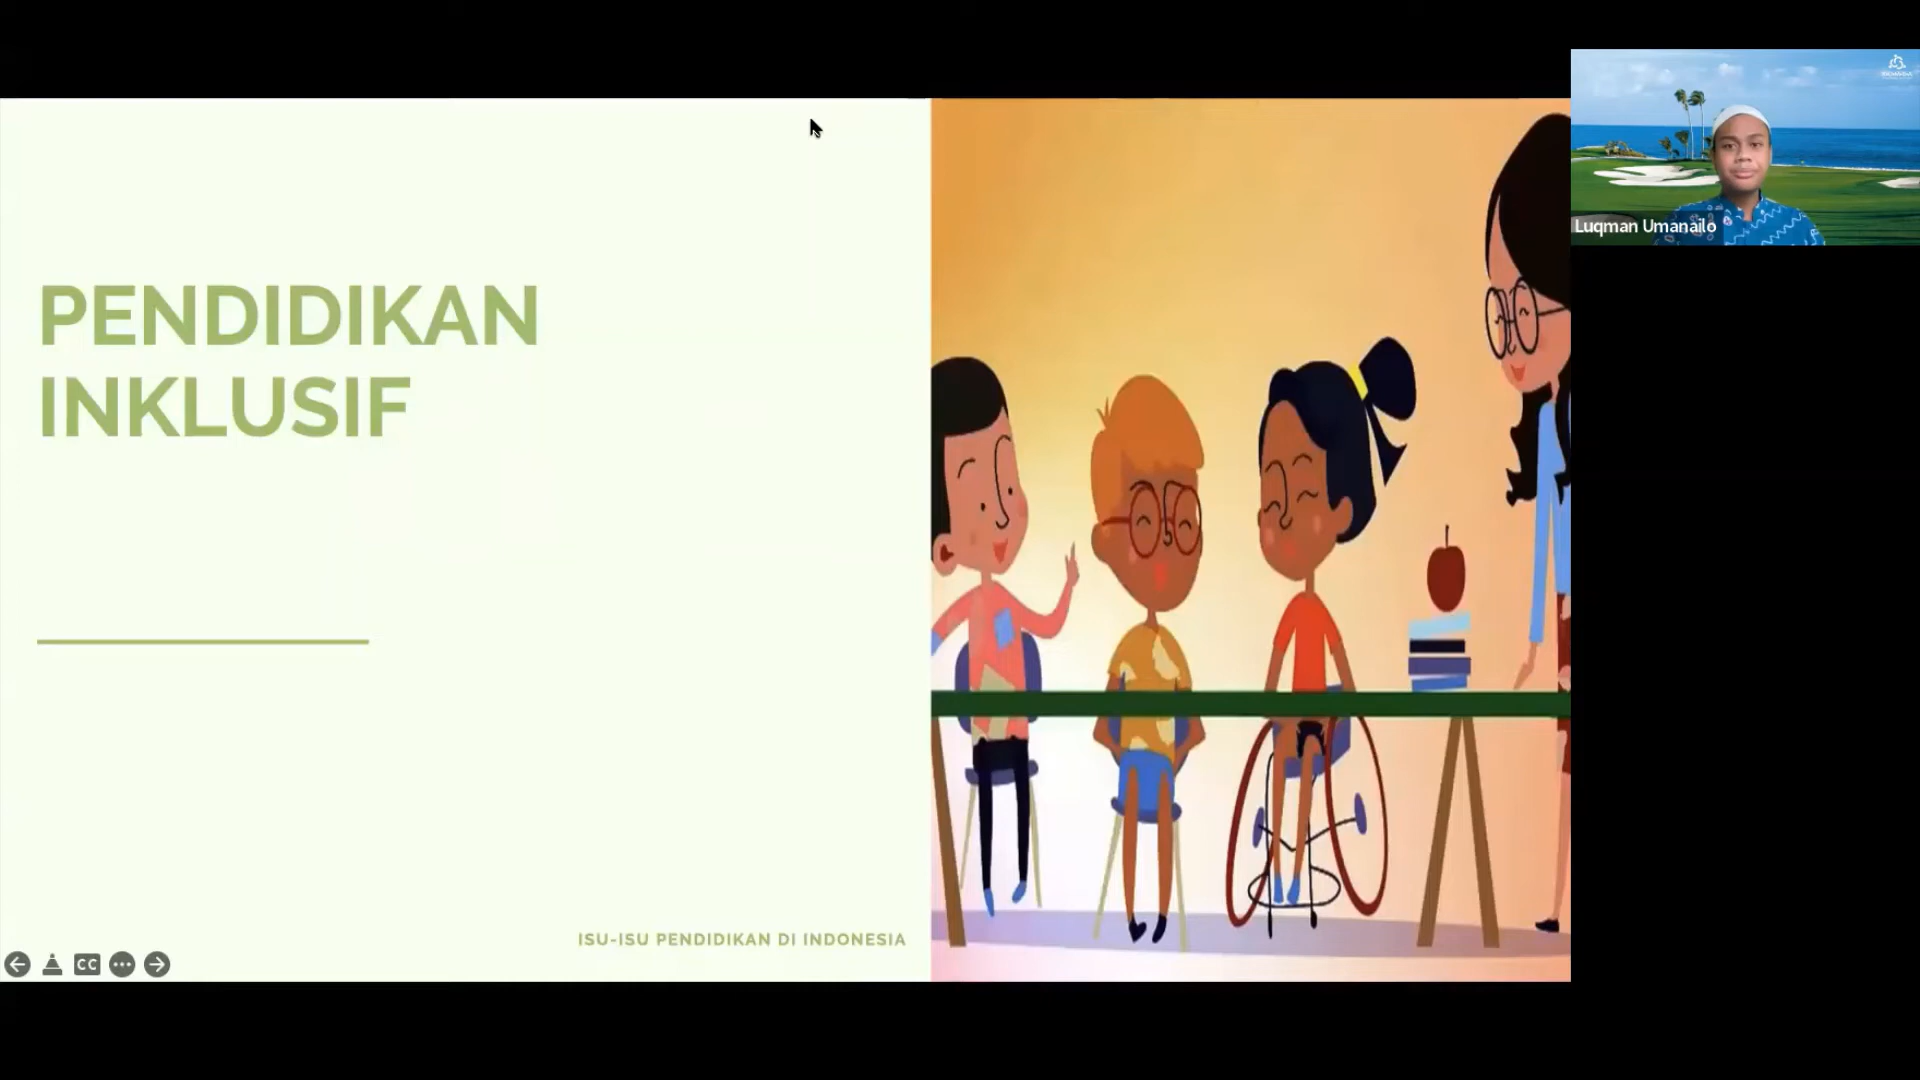 PENDIDIKAN
INKLUSIF
ISU-ISU PENDIDIKAN DI INDONESIA
CC
Luqman Umanailo